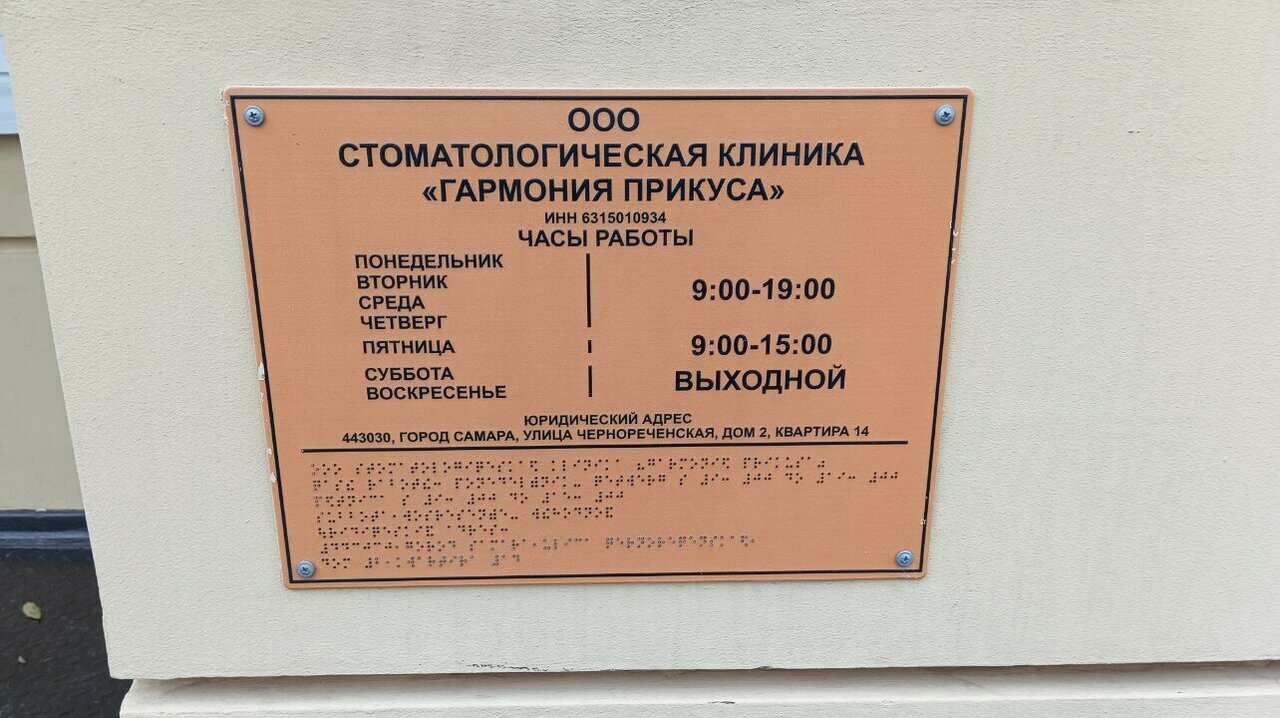 ООО
СТОМАТОЛОГИЧЕСКАЯ КЛИНИКА
«ГАРМОНИЯ ПРИКУСА»
ИНН 6315010934
ЧАСЫ РАБОТЫ
ПОНЕДЕЛЬНИК
ВТОРНИК
СРЕДА
ЧЕТВЕРГ
9:00-19:00
ПЯТНИЦА 9:00-15:00
СУББОТА
ВОСКРЕСЕНЬЕ
ВЫХОДНОЙ
ЮРИДИЧЕСКИЙ АДРЕС
443030, ГОРОД САМАРА, УЛИЦА ЧЕРНОРЕЧЕНСКАЯ, ДОМ 2, КВАРТИРА 14